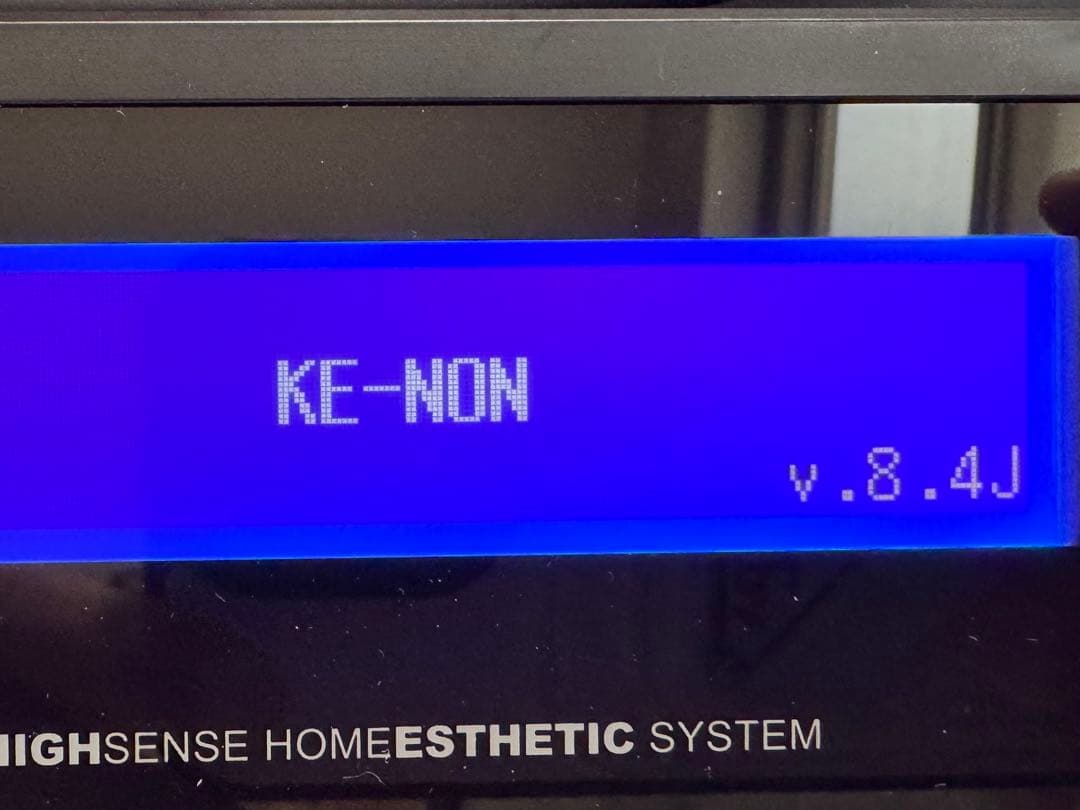 KE-NON
v.8.4J
HIGHSENSE HOMEESTHETIC SYSTEM